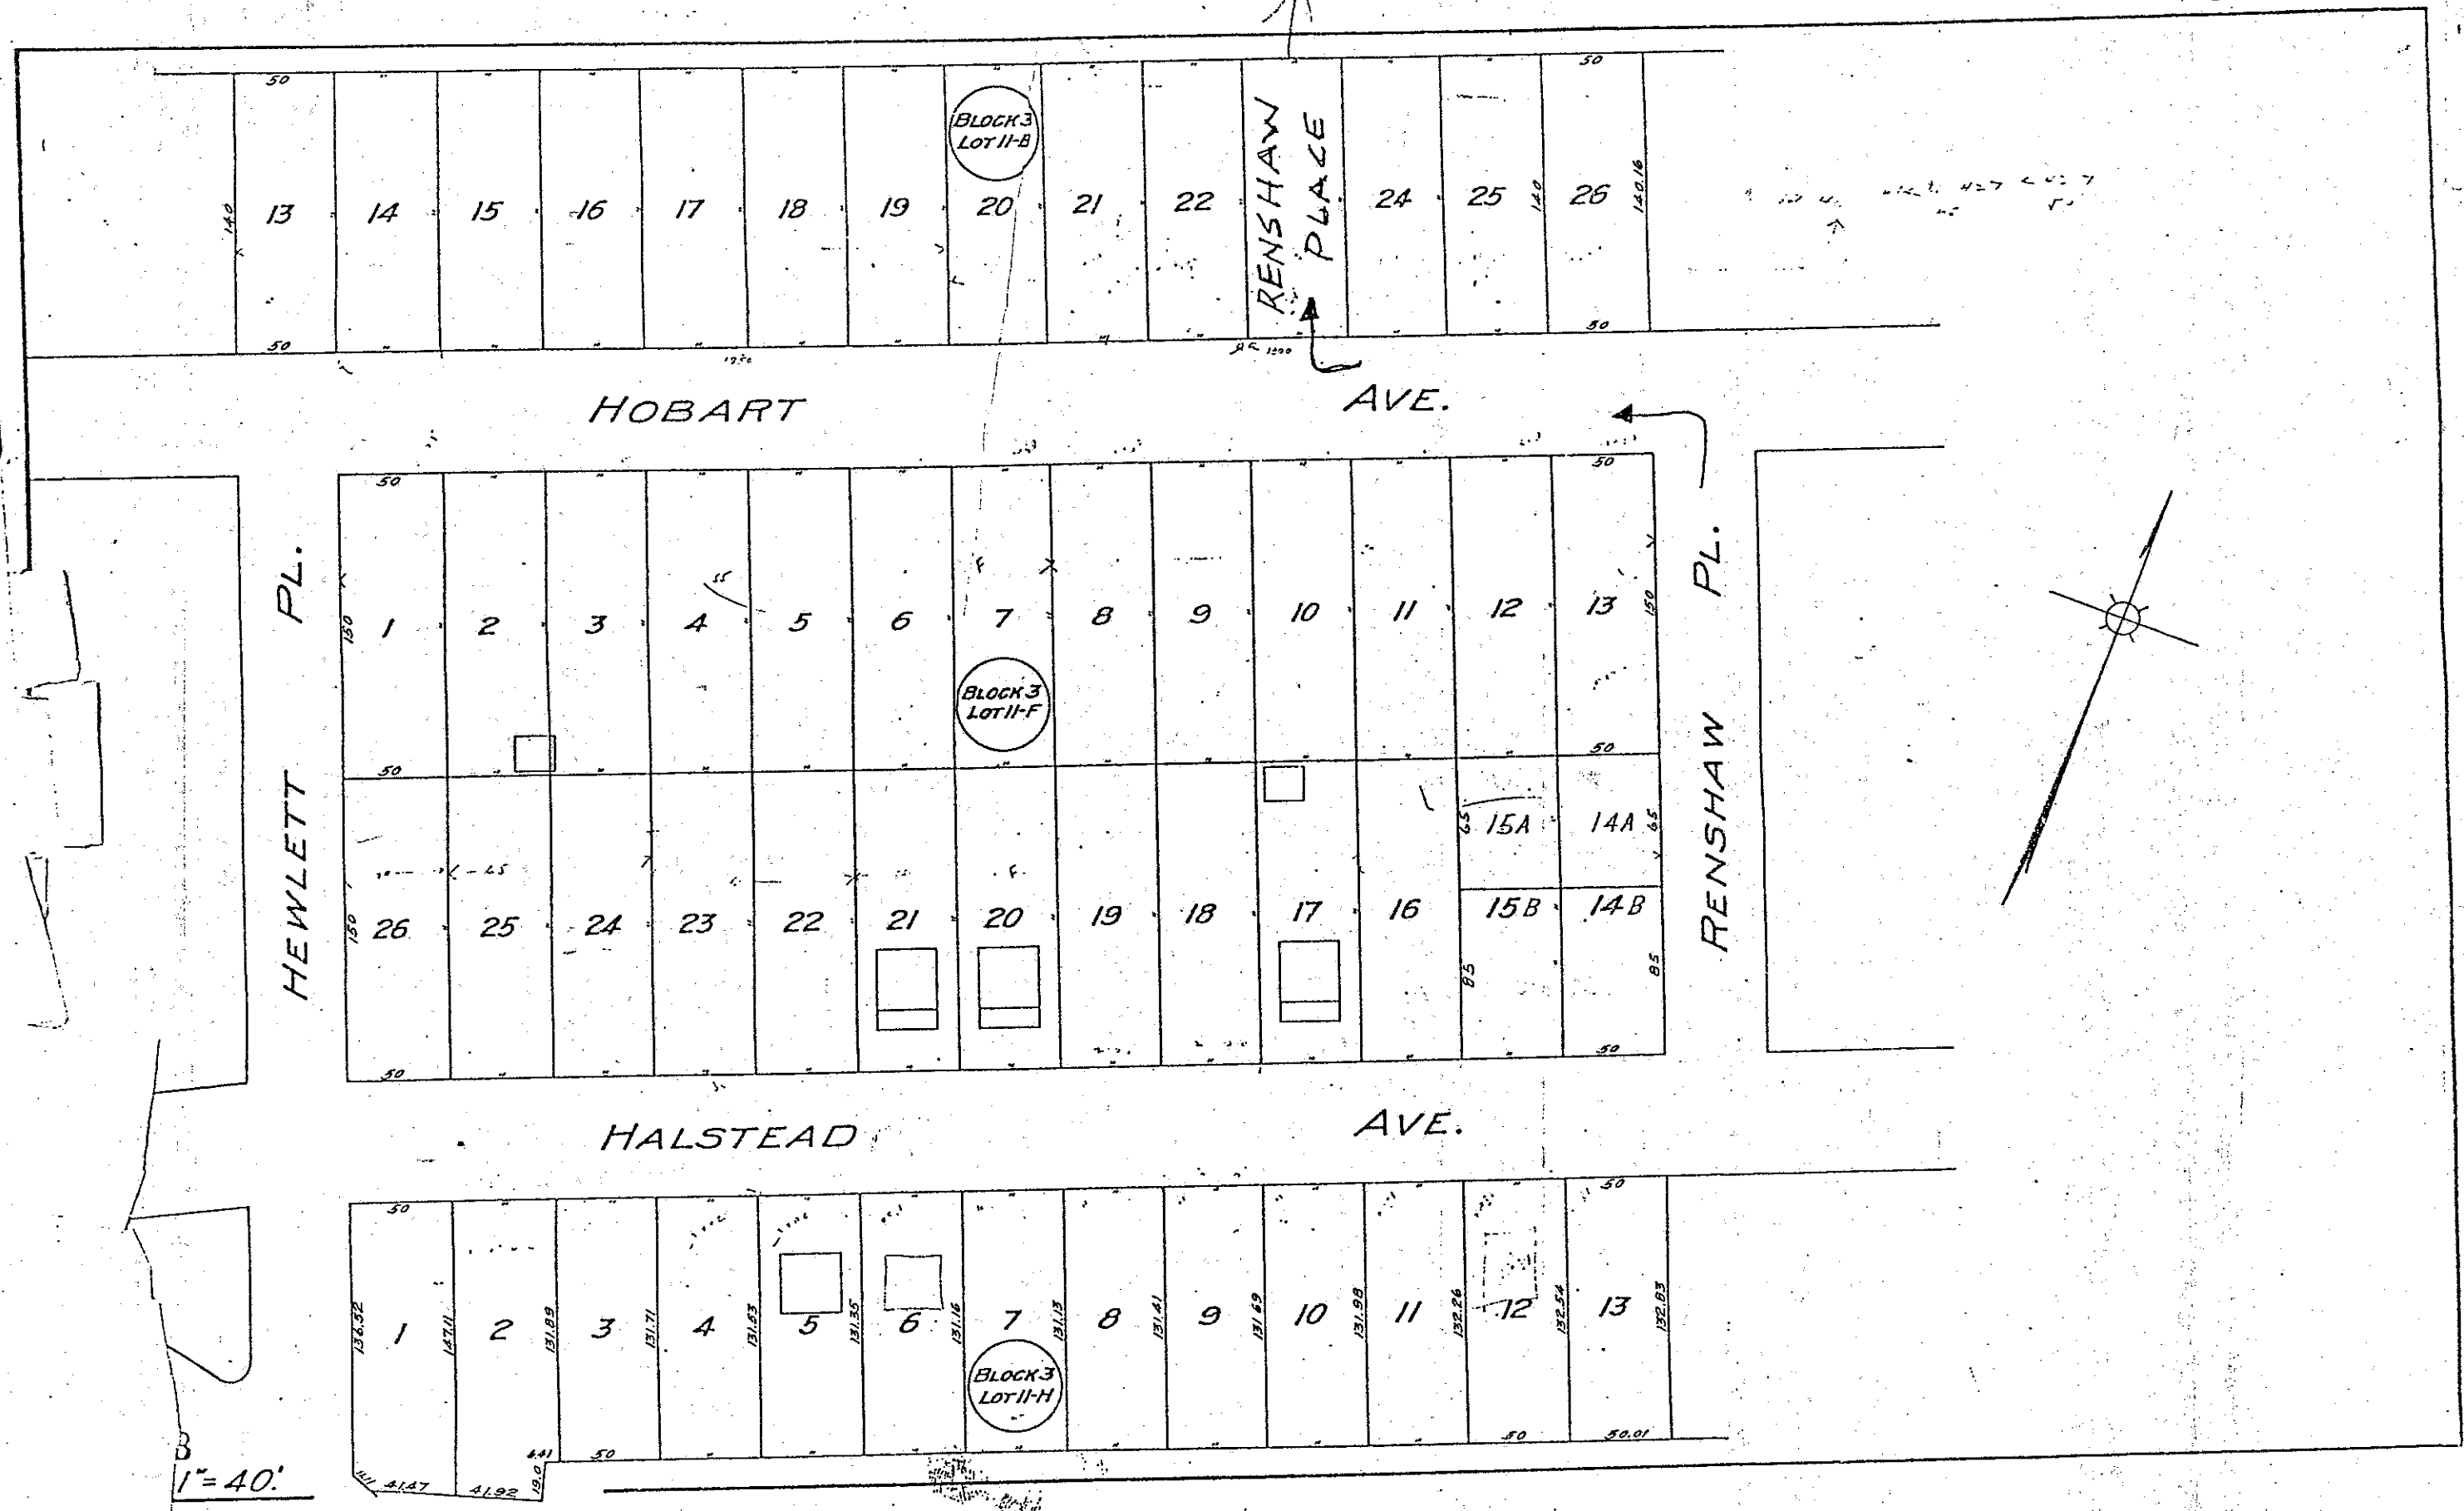 50 50
BLOCK 3
LOT 11-B
RENSHAW
PLACE
140 13 14 15 16 17 18 19 20 21 22 24 25 140 26 140.16
50 50
HOBART AVE.
50 50
HEWLETT PL.
RENSHAW PL.
55
150 1 2 3 4 5 6 7 8 9 10 11 12 13 150
BLOCK 3
LOT 11-F
50 50
65 15A 14A 65
65
150 26 25 24 23 22 21 20 19 18 17 16 15B 14B
85 85
50 50
HALSTEAD AVE.
50 50
136.52 1 147.11 2 131.89 3 131.71 4 131.53 5 131.35 6 131.16 7 131.13 8 131.41 9 131.69 10 131.98 11 132.26 12 132.54 13 132.83
BLOCK 3
LOT 11-H
4.41 50 50 50.01
41.47 41.92 19.0
B
1"=40.'